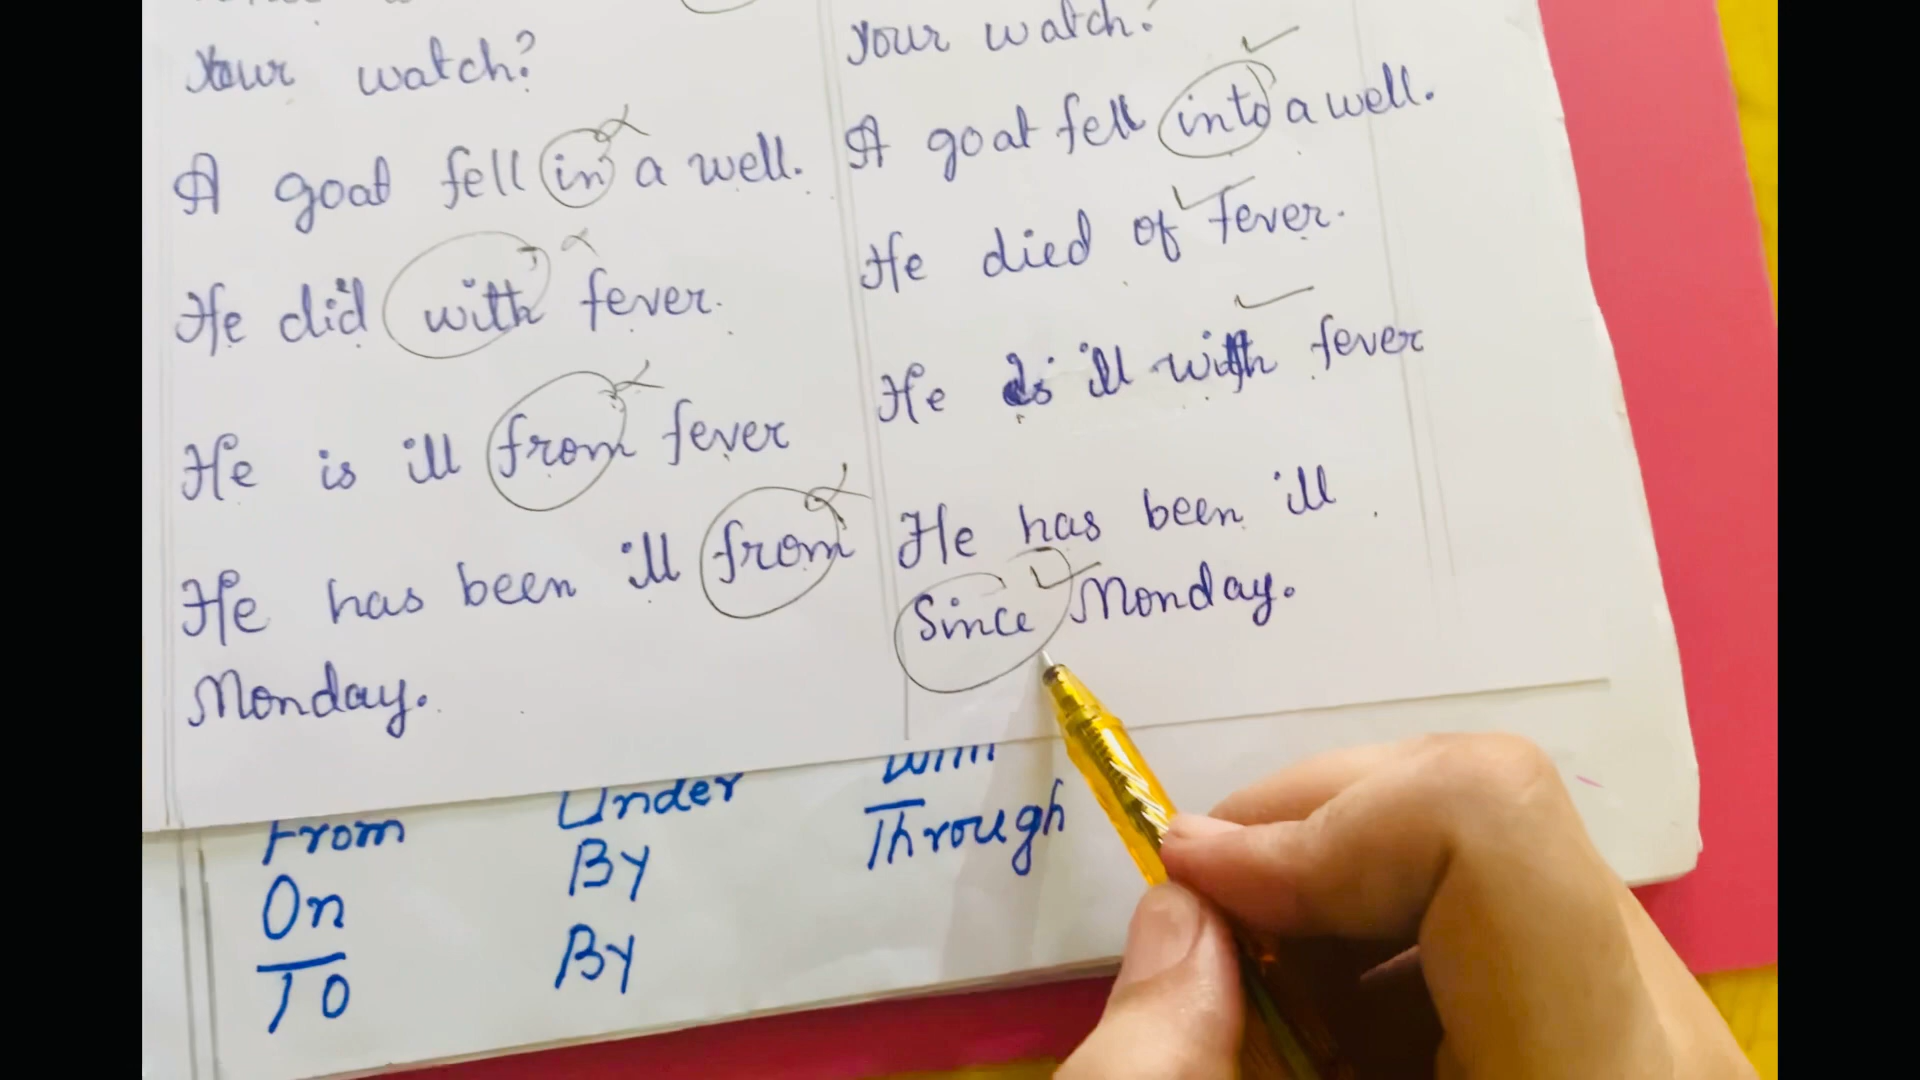 Your watch?
A goat fell in a well.
He did with fever.
He is ill from fever
He has been ill from
Monday.
your watch?
A goat fell into a well.
He died of fever.
He is ill with fever
He has been ill
Since Monday.
From Under With
On By Through
To By